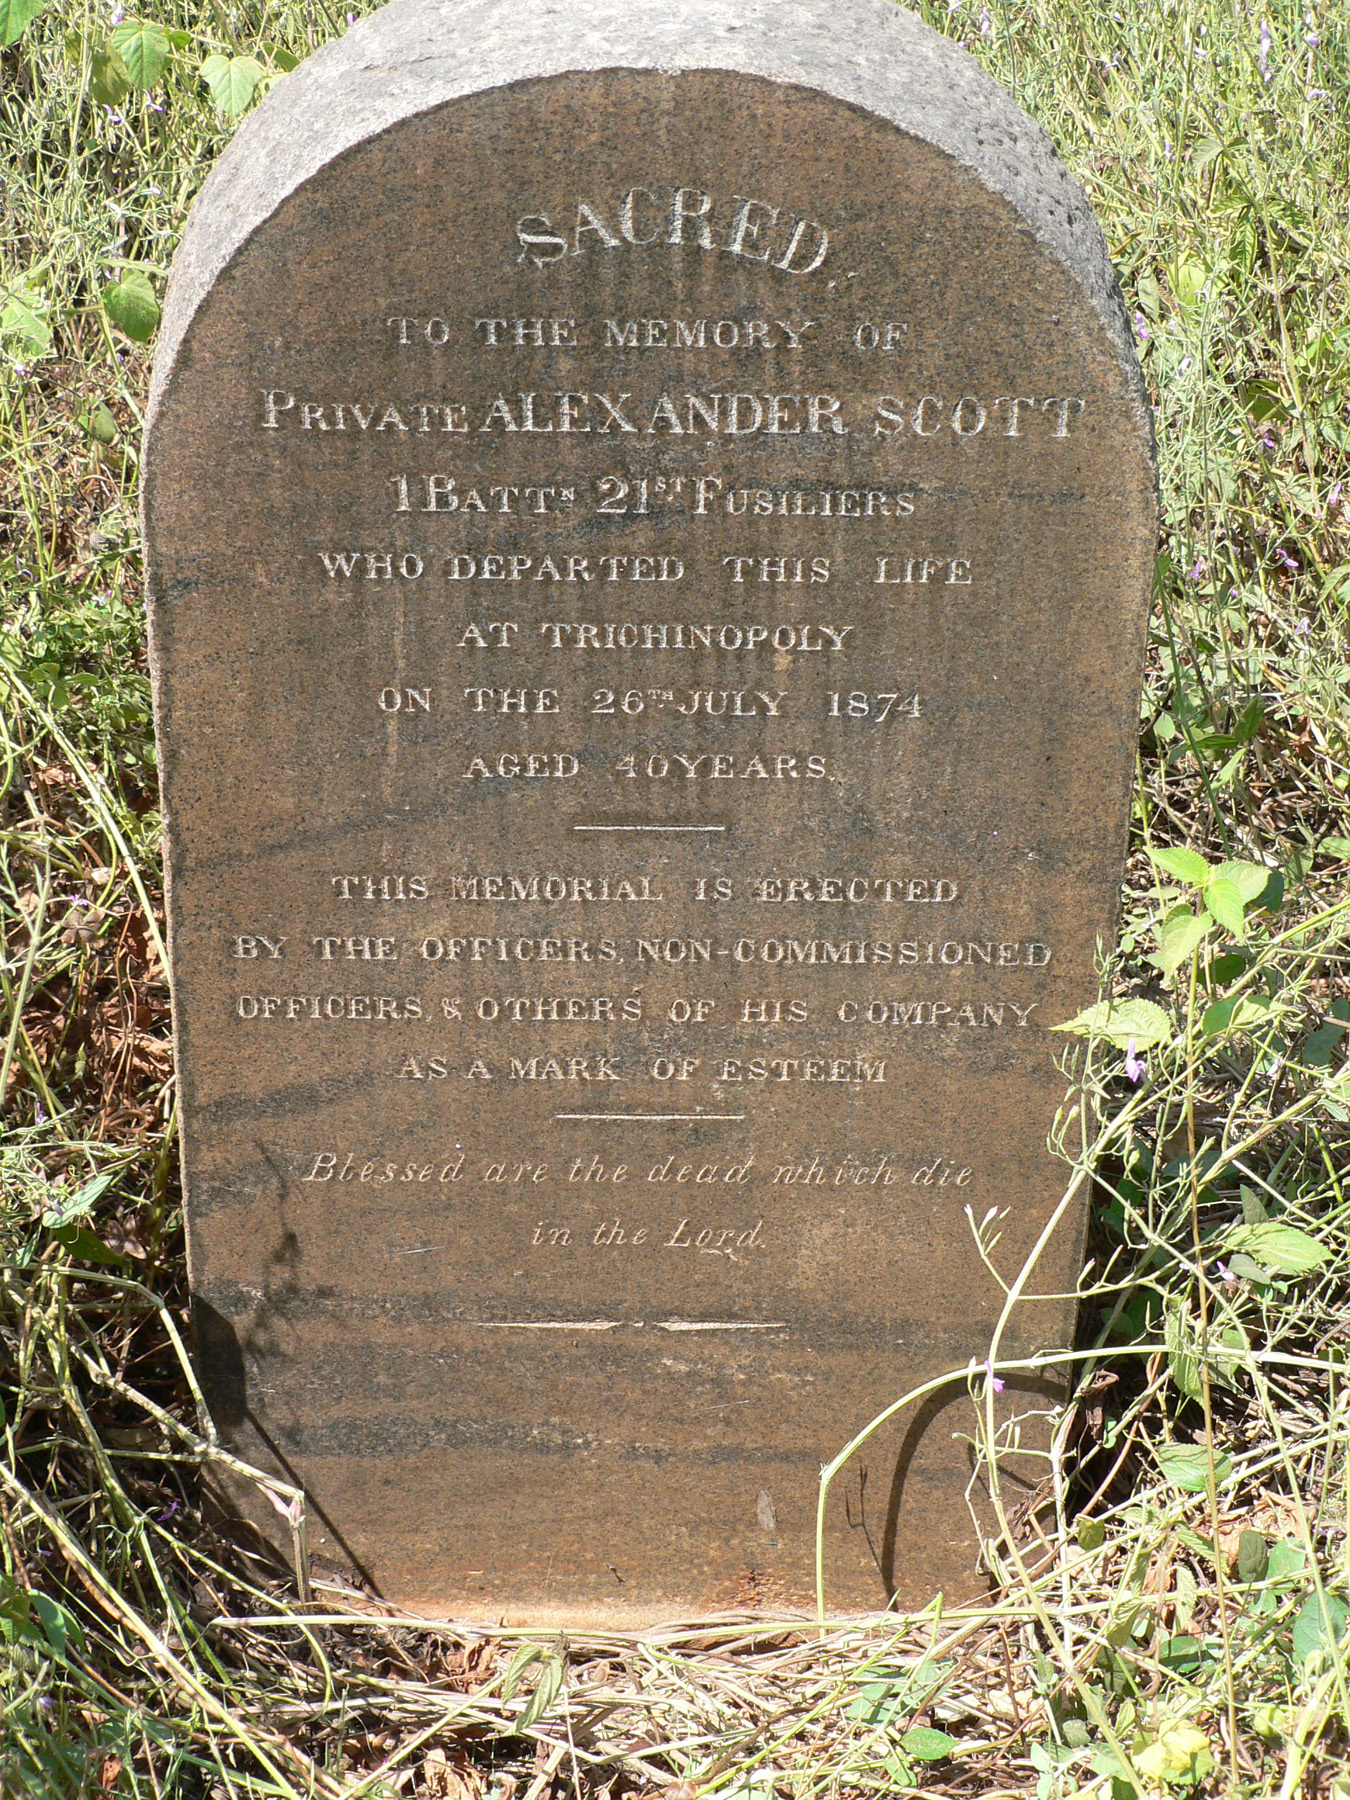 SACRED
TO THE MEMORY OF
PRIVATE ALEXANDER SCOTT
1 BATTN 21ST FUSILIERS
WHO DEPARTED THIS LIFE
AT TRICHINOPOLY
ON THE 26TH JULY 1874
AGED 40 YEARS.
THIS MEMORIAL IS ERECTED
BY THE OFFICERS, NON-COMMISSIONED
OFFICERS, & OTHERS OF HIS COMPANY
AS A MARK OF ESTEEM
Blessed are the dead which die
in the Lord.